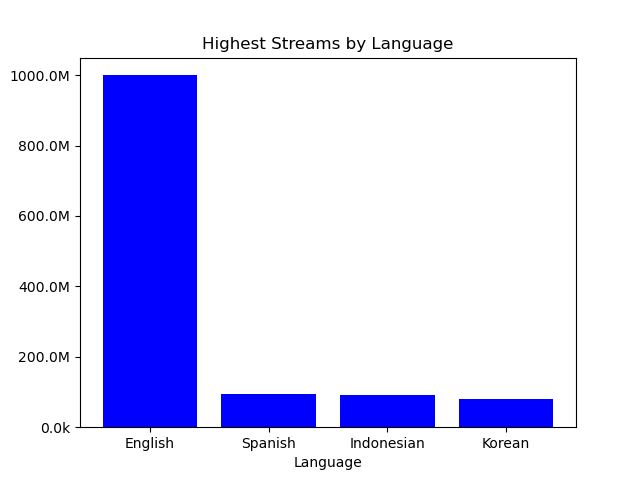 Highest Streams by Language
1000.0M
800.0M
600.0M
400.0M
200.0M
0.0k
English Spanish Indonesian Korean
Language